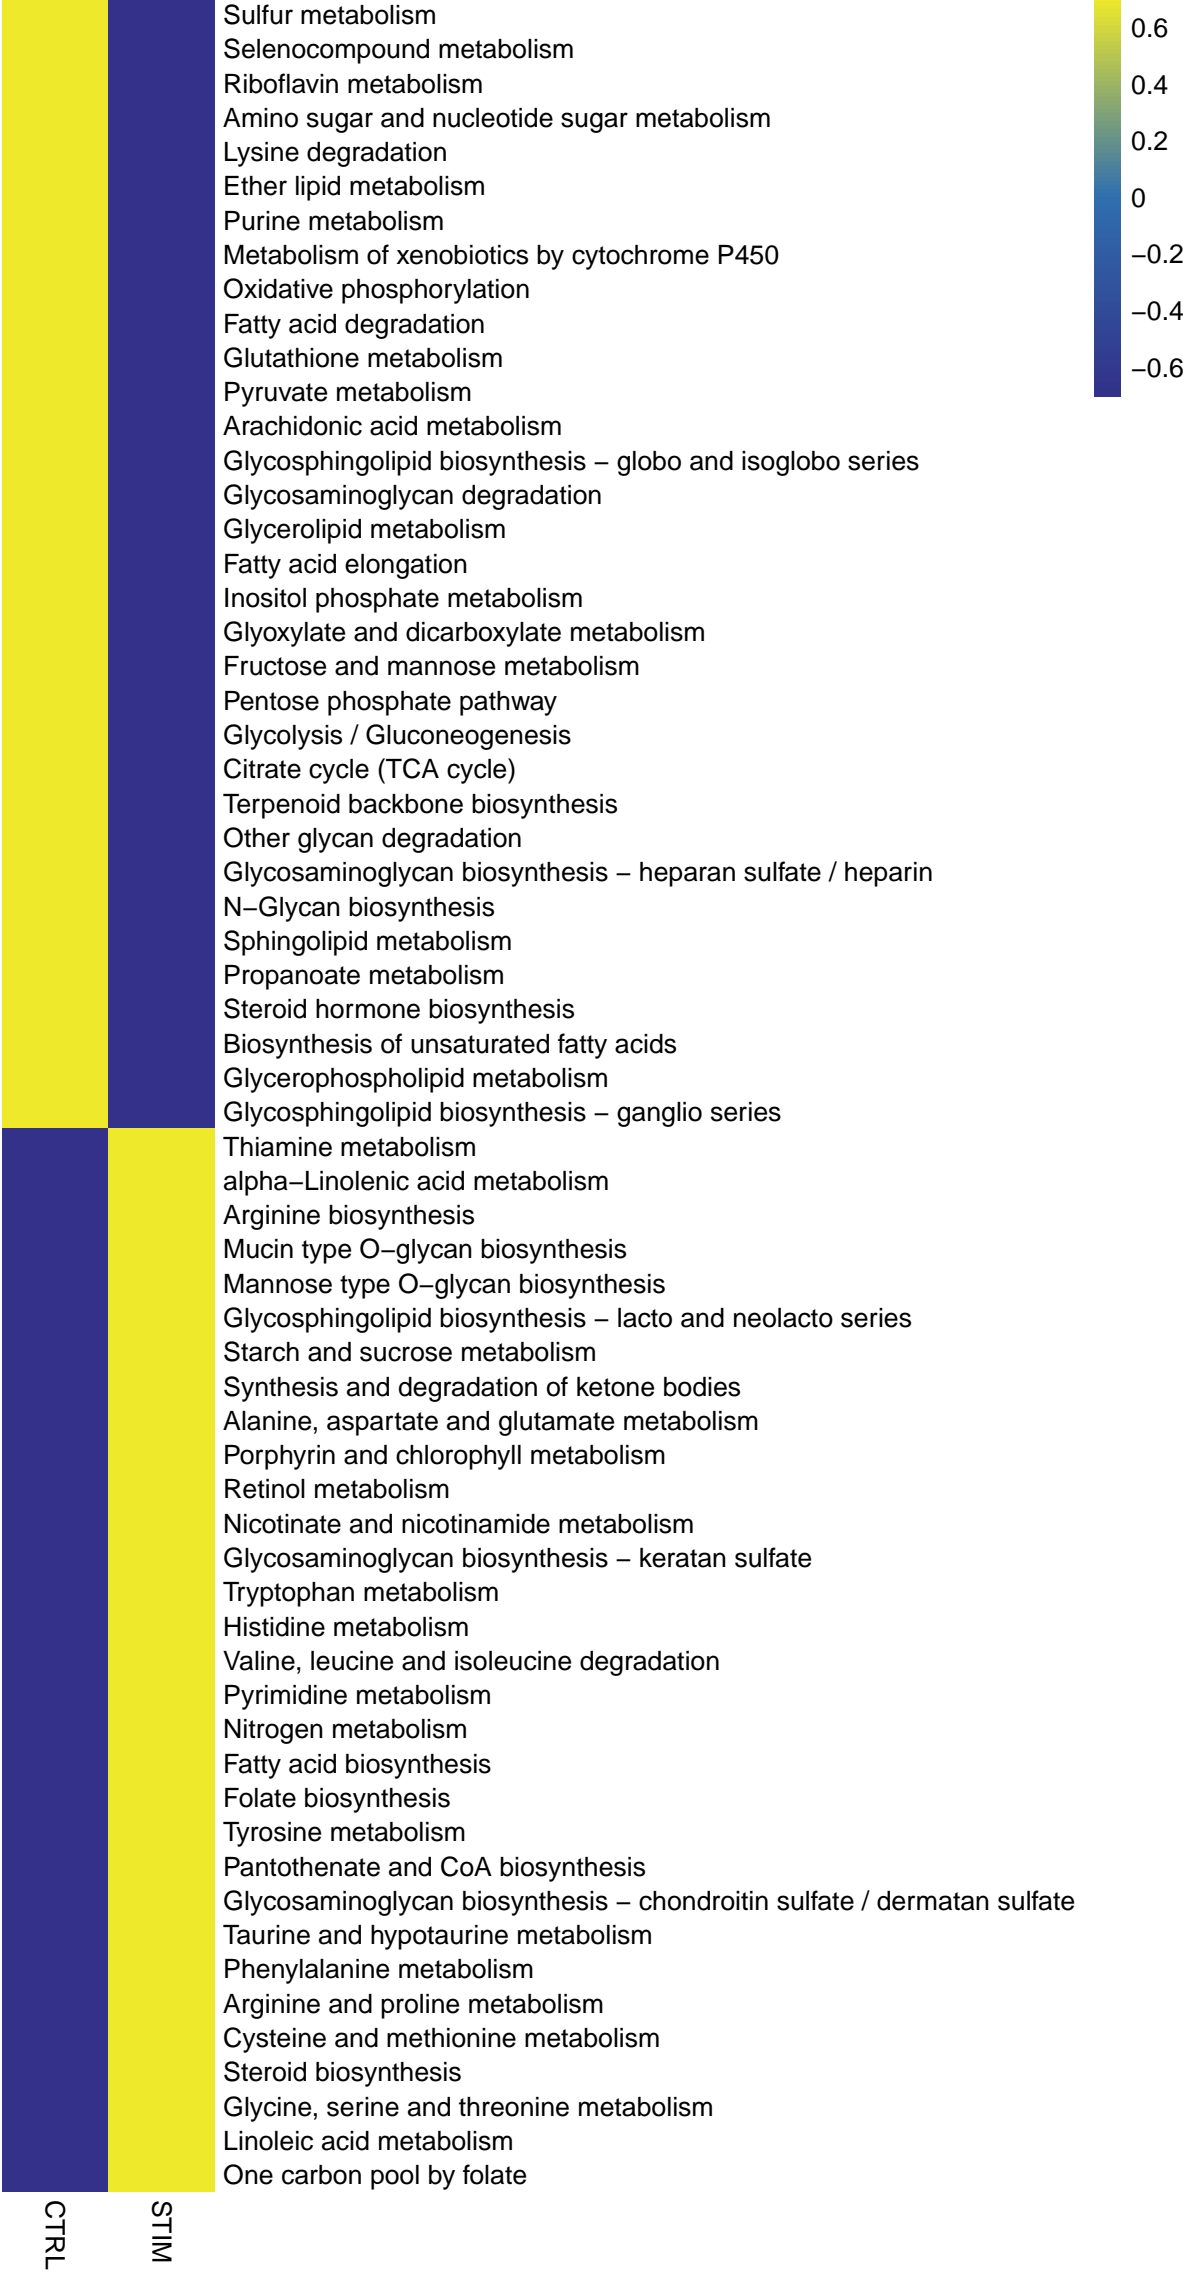 Sulfur metabolism
Selenocompound metabolism
Riboflavin metabolism
Amino sugar and nucleotide sugar metabolism
Lysine degradation
Ether lipid metabolism
Purine metabolism
Metabolism of xenobiotics by cytochrome P450
Oxidative phosphorylation
Fatty acid degradation
Glutathione metabolism
Pyruvate metabolism
Arachidonic acid metabolism
Glycosphingolipid biosynthesis − globo and isoglobo series
Glycosaminoglycan degradation
Glycerolipid metabolism
Fatty acid elongation
Inositol phosphate metabolism
Glyoxylate and dicarboxylate metabolism
Fructose and mannose metabolism
Pentose phosphate pathway
Glycolysis / Gluconeogenesis
Citrate cycle (TCA cycle)
Terpenoid backbone biosynthesis
Other glycan degradation
Glycosaminoglycan biosynthesis − heparan sulfate / heparin
N−Glycan biosynthesis
Sphingolipid metabolism
Propanoate metabolism
Steroid hormone biosynthesis
Biosynthesis of unsaturated fatty acids
Glycerophospholipid metabolism
Glycosphingolipid biosynthesis − ganglio series
Thiamine metabolism
alpha−Linolenic acid metabolism
Arginine biosynthesis
Mucin type O−glycan biosynthesis
Mannose type O−glycan biosynthesis
Glycosphingolipid biosynthesis − lacto and neolacto series
Starch and sucrose metabolism
Synthesis and degradation of ketone bodies
Alanine, aspartate and glutamate metabolism
Porphyrin and chlorophyll metabolism
Retinol metabolism
Nicotinate and nicotinamide metabolism
Glycosaminoglycan biosynthesis − keratan sulfate
Tryptophan metabolism
Histidine metabolism
Valine, leucine and isoleucine degradation
Pyrimidine metabolism
Nitrogen metabolism
Fatty acid biosynthesis
Folate biosynthesis
Tyrosine metabolism
Pantothenate and CoA biosynthesis
Glycosaminoglycan biosynthesis − chondroitin sulfate / dermatan sulfate
Taurine and hypotaurine metabolism
Phenylalanine metabolism
Arginine and proline metabolism
Cysteine and methionine metabolism
Steroid biosynthesis
Glycine, serine and threonine metabolism
Linoleic acid metabolism
One carbon pool by folate
CTRL
STIM
0.6
0.4
0.2
0
−0.2
−0.4
−0.6